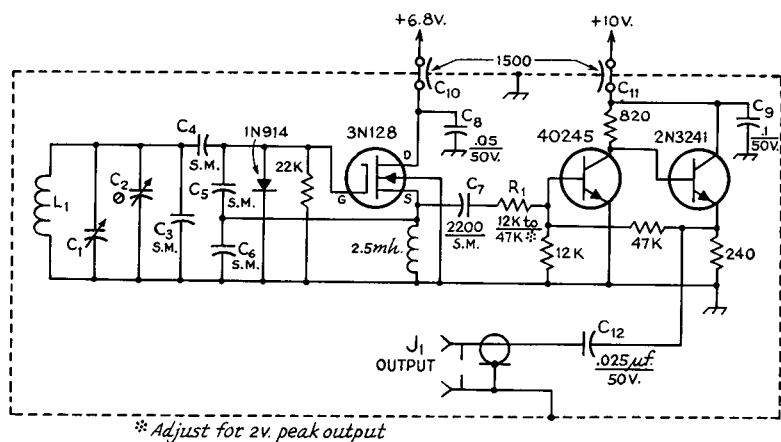 +6.8V.
+10V.
1500
C10
C11
C8
.05
50V.
C9
.1
50V.
820
3N128
40245
2N3241
1N914
C4
S.M.
22K
D
G
S
C7
2200
S.M.
R1
12K to
47K*
L1
C1
C2
Ø
C3
S.M.
C5
S.M.
C6
S.M.
2.5mh.
12K
47K
240
J1
OUTPUT
C12
.025µf.
50V.
* Adjust for 2v. peak output